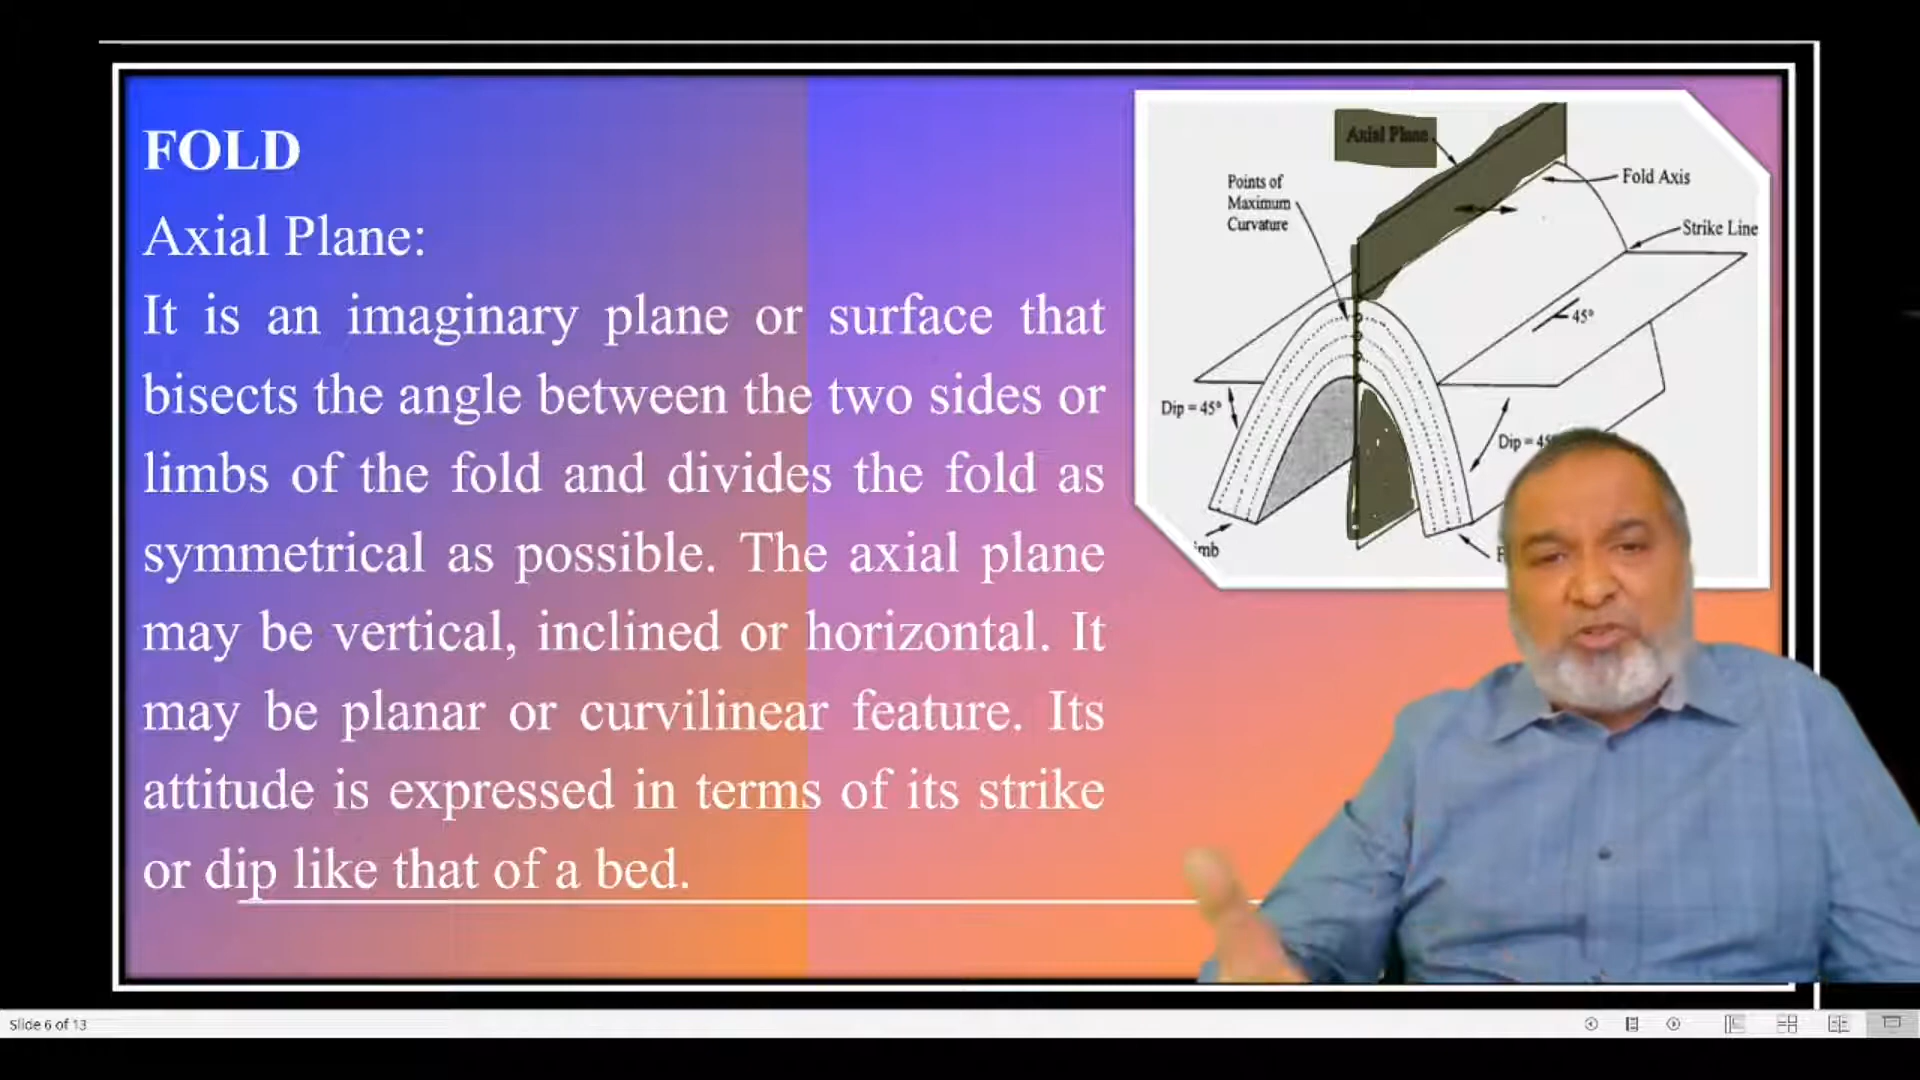 FOLD
Axial Plane:
It is an imaginary plane or surface that
bisects the angle between the two sides or
limbs of the fold and divides the fold as
symmetrical as possible. The axial plane
may be vertical, inclined or horizontal. It
may be planar or curvilinear feature. Its
attitude is expressed in terms of its strike
or dip like that of a bed.
Axial Plane
Points of
Maximum
Curvature
Fold Axis
Strike Line
45°
Dip = 45°
Dip = 45
Slide 6 of 13